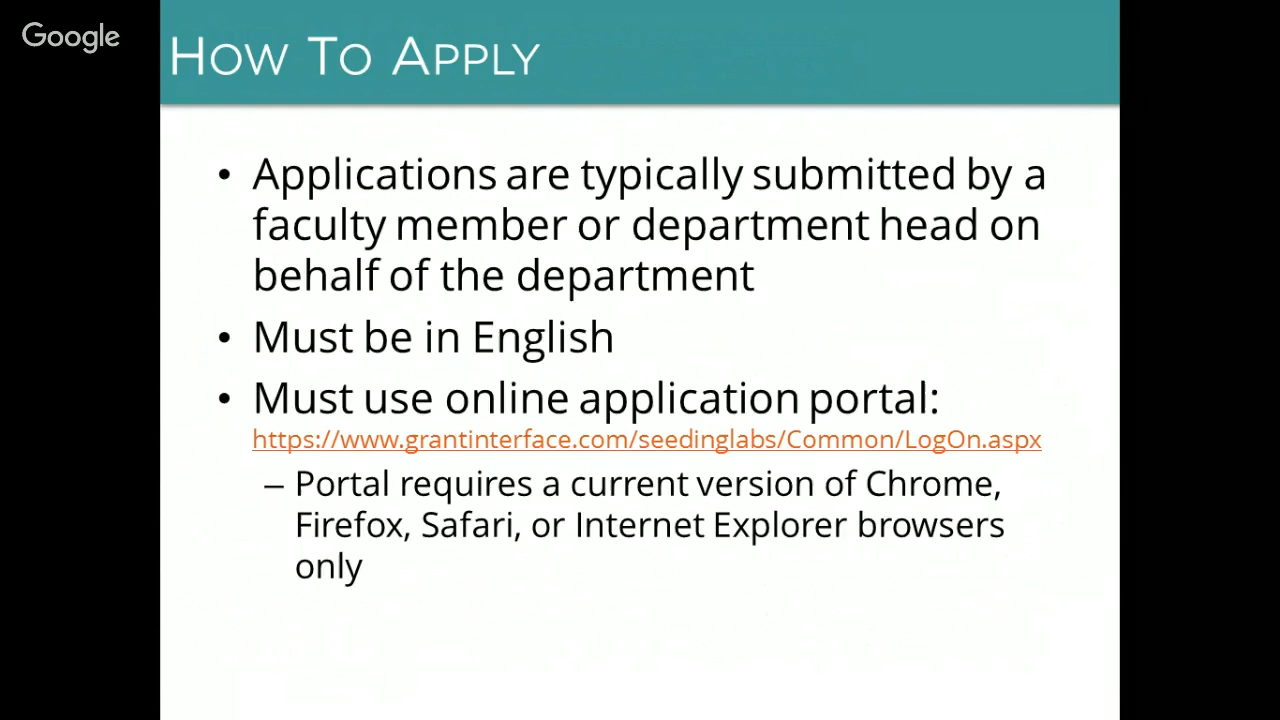 Google
How To Apply
• Applications are typically submitted by a
faculty member or department head on
behalf of the department
• Must be in English
• Must use online application portal:
https://www.grantinterface.com/seedinglabs/Common/LogOn.aspx
– Portal requires a current version of Chrome,
Firefox, Safari, or Internet Explorer browsers
only